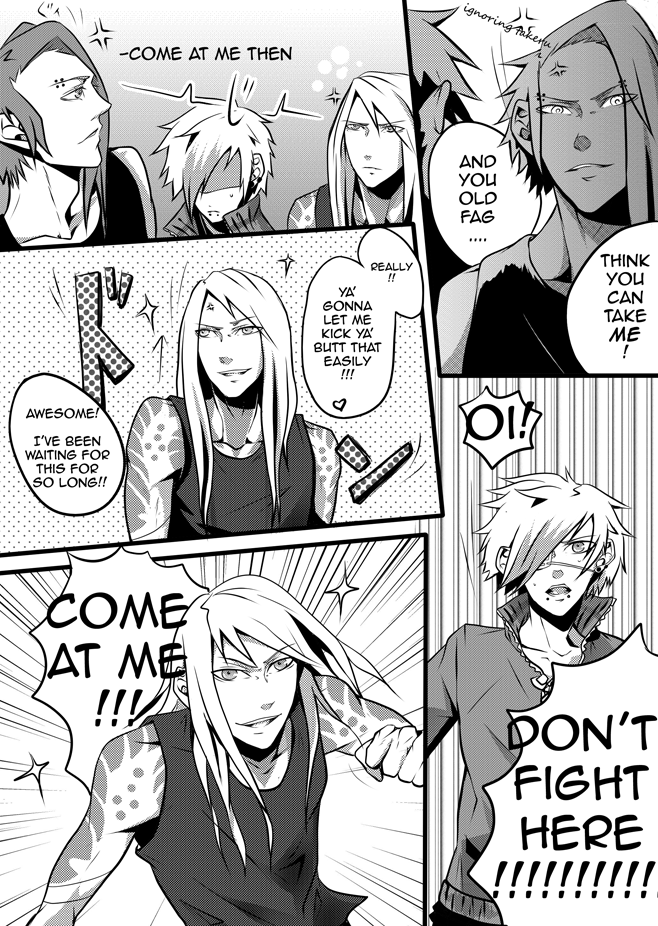 ignoring Takeru
AND
YOU
OLD
FAG
....
THINK
YOU
CAN
TAKE
ME
!
-COME AT ME THEN
REALLY
!!
YA'
GONNA
LET ME
KICK YA'
BUTT THAT
EASILY
!!!
ドン
AWESOME!
I'VE BEEN
WAITING FOR
THIS FOR
SO LONG!!
OI!
DON'T
FIGHT
HERE
!!!!!!!!!!!!
COME
AT ME
!!!